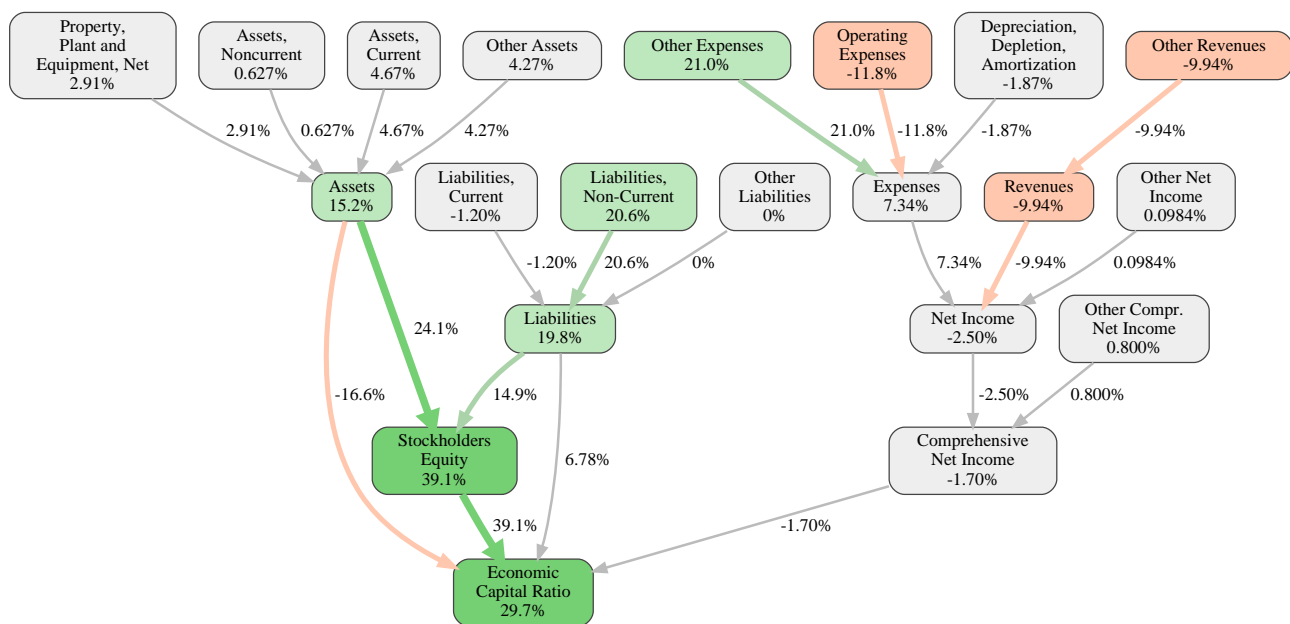 Property,
Plant and
Equipment, Net
2.91%
Assets,
Noncurrent
0.627%
Assets,
Current
4.67%
Other Assets
4.27%
Other Expenses
21.0%
Operating
Expenses
-11.8%
Depreciation,
Depletion,
Amortization
-1.87%
Other Revenues
-9.94%
2.91%
0.627%
4.67%
4.27%
21.0%
-11.8%
-1.87%
-9.94%
Assets
15.2%
Liabilities,
Current
-1.20%
Liabilities,
Non-Current
20.6%
Other
Liabilities
0%
Expenses
7.34%
Revenues
-9.94%
Other Net
Income
0.0984%
-1.20%
20.6%
0%
7.34%
-9.94%
0.0984%
24.1%
Liabilities
19.8%
Net Income
-2.50%
Other Compr.
Net Income
0.800%
-16.6%
14.9%
-2.50%
0.800%
Stockholders
Equity
39.1%
6.78%
Comprehensive
Net Income
-1.70%
39.1%
-1.70%
Economic
Capital Ratio
29.7%